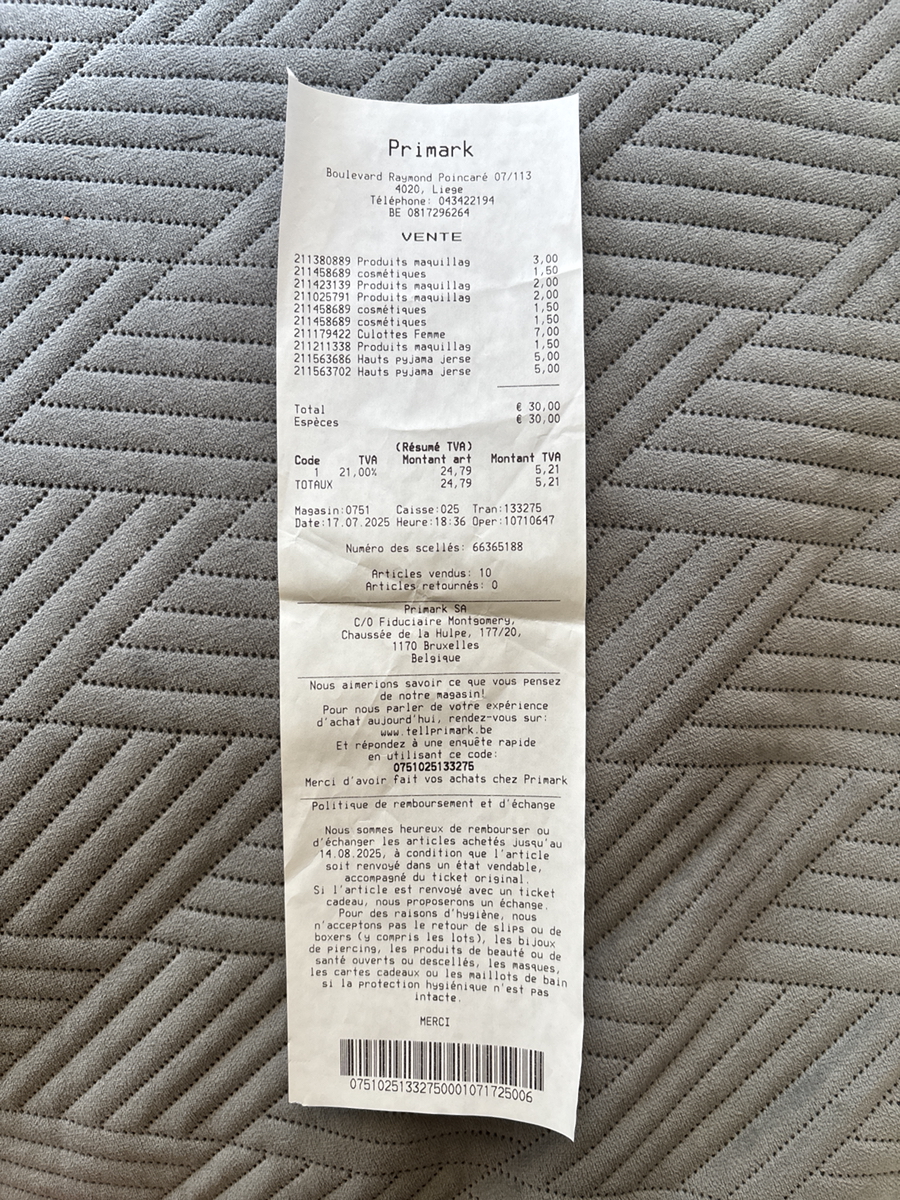 Primark
Boulevard Raymond Poincaré 07/113
4020, Liege
Téléphone: 043422194
BE 0817296264
VENTE
211380889 Produits maquillag 3,00
211458689 cosmétiques 1,50
211423139 Produits maquillag 2,00
211025791 Produits maquillag 2,00
211458689 cosmétiques 1,50
211458689 cosmétiques 1,50
211179422 Culottes Femme 7,00
211211338 Produits maquillag 1,50
211563686 Hauts pyjama jerse 5,00
211563702 Hauts pyjama jerse 5,00
Total € 30,00
Espèces € 30,00
(Résumé TVA)
Code TVA Montant art Montant TVA
1 21,00% 24,79 5,21
TOTAUX 24,79 5,21
Magasin:0751 Caisse:025 Tran:133275
Date:17.07.2025 Heure:18:36 Oper:10710647
Numéro des scellés: 66365188
Articles vendus: 10
Articles retournés: 0
Primark SA
C/O Fiduciaire Montgomery,
Chaussée de la Hulpe, 177/20,
1170 Bruxelles
Belgique
Nous aimerions savoir ce que vous pensez
de notre magasin!
Pour nous parler de votre expérience
d'achat aujourd'hui, rendez-vous sur:
www.tellprimark.be
Et répondez à une enquête rapide
en utilisant ce code:
0751025133275
Merci d'avoir fait vos achats chez Primark
Politique de remboursement et d'échange
Nous sommes heureux de rembourser ou
d'échanger les articles achetés jusqu'au
14.08.2025, à condition que l'article
soit renvoyé dans un état vendable,
accompagné du ticket original.
Si l'article est renvoyé avec un ticket
cadeau, nous proposerons un échange.
Pour des raisons d'hygiène, nous
n'acceptons pas le retour de slips ou de
boxers (y compris les lots), les bijoux
de piercing, les produits de beauté ou de
santé ouverts ou descellés, les masques,
les cartes cadeaux ou les maillots de bain
si la protection hygiénique n'est pas
intacte.
MERCI
07510251332750001071725006